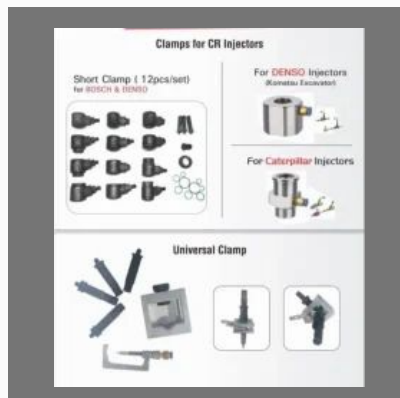 Clamps for CR Injectors
Short Clamp ( 12pcs/set)
for BOSCH & DENSO
For DENSO Injectors
(Komatsu Excavator)
For Caterpillar Injectors
Universal Clamp